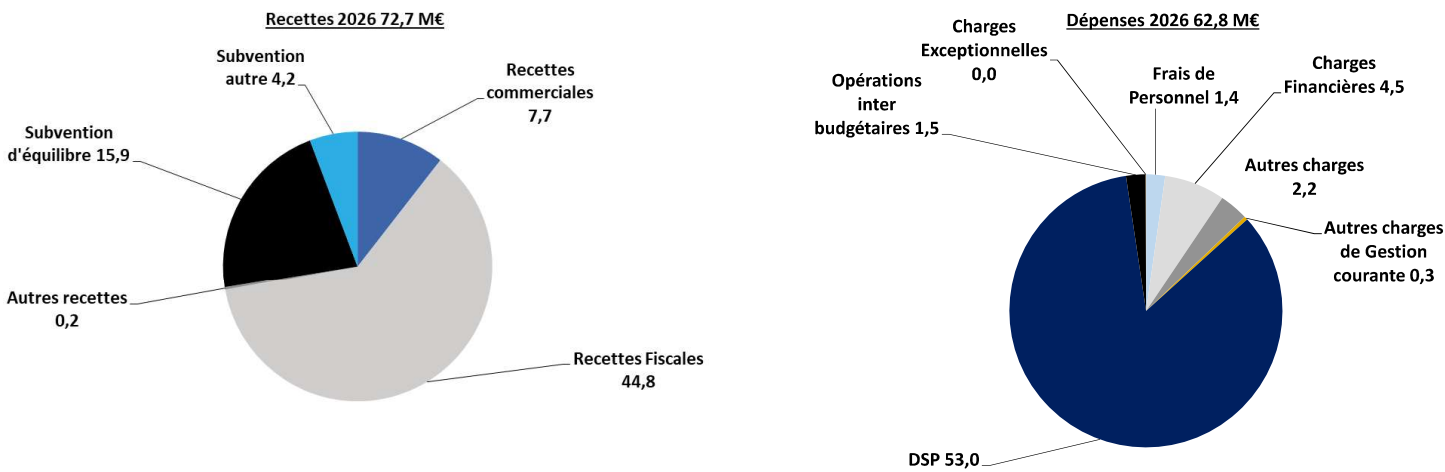 Recettes 2026 72,7 M€
Subvention
autre 4,2
Recettes
commerciales
7,7
Subvention
d'équilibre 15,9
Autres recettes
0,2
Recettes Fiscales
44,8
Dépenses 2026 62,8 M€
Charges
Exceptionnelles
0,0
Opérations
inter
budgétaires 1,5
Frais de
Personnel 1,4
Charges
Financières 4,5
Autres charges
2,2
Autres charges
de Gestion
courante 0,3
DSP 53,0